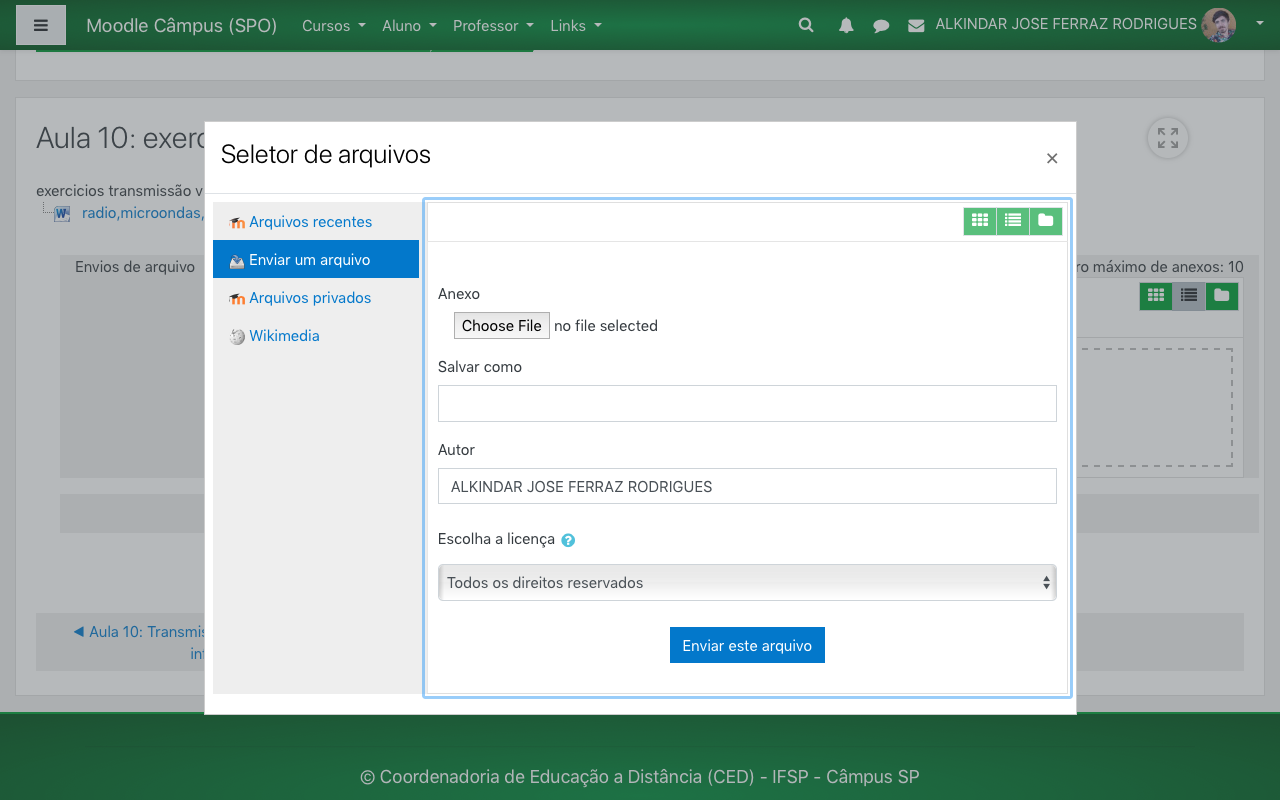 Moodle Câmpus (SPO) Cursos Aluno Professor Links ALKINDAR JOSE FERRAZ RODRIGUES
Aula 10: exerc
exercicios transmissão v
radio,microondas,
Envios de arquivo
ro máximo de anexos: 10
Seletor de arquivos
×
Arquivos recentes
Enviar um arquivo
Arquivos privados
Wikimedia
Anexo
Choose File no file selected
Salvar como
Autor
ALKINDAR JOSE FERRAZ RODRIGUES
Escolha a licença
Todos os direitos reservados
Enviar este arquivo
◀ Aula 10: Transmis
inf
© Coordenadoria de Educação a Distância (CED) - IFSP - Câmpus SP